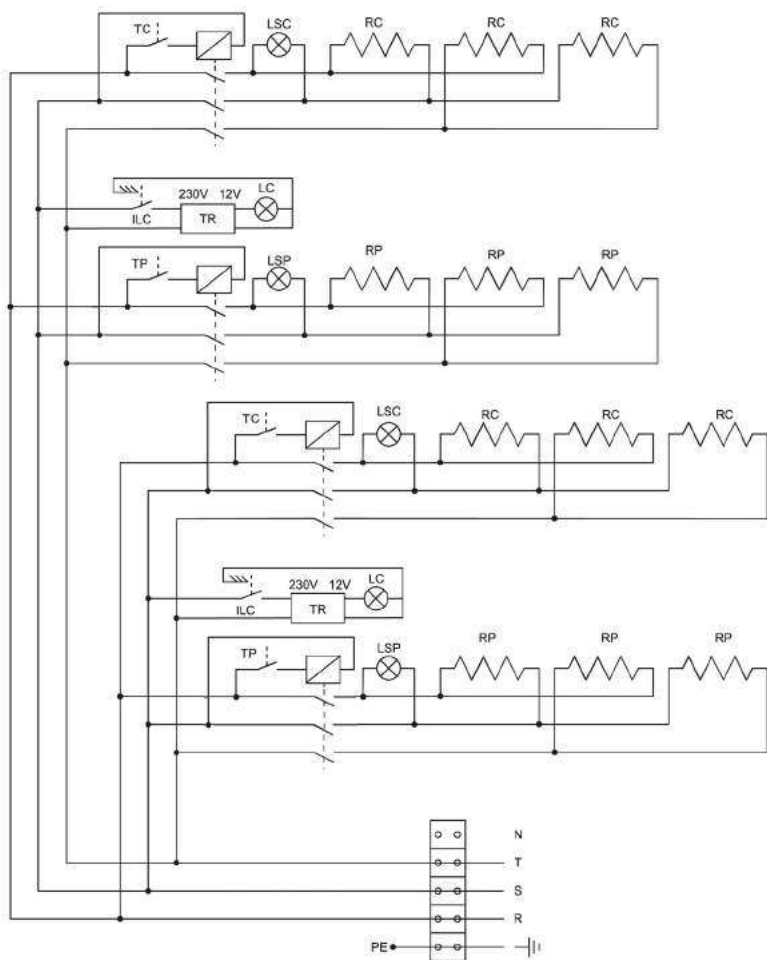 TC LSC RC RC RC
230V 12V LC
ILC TR
TP LSP RP RP RP
TC LSC RC RC RC
230V 12V LC
ILC TR
TP LSP RP RP RP
N
T
S
R
PE